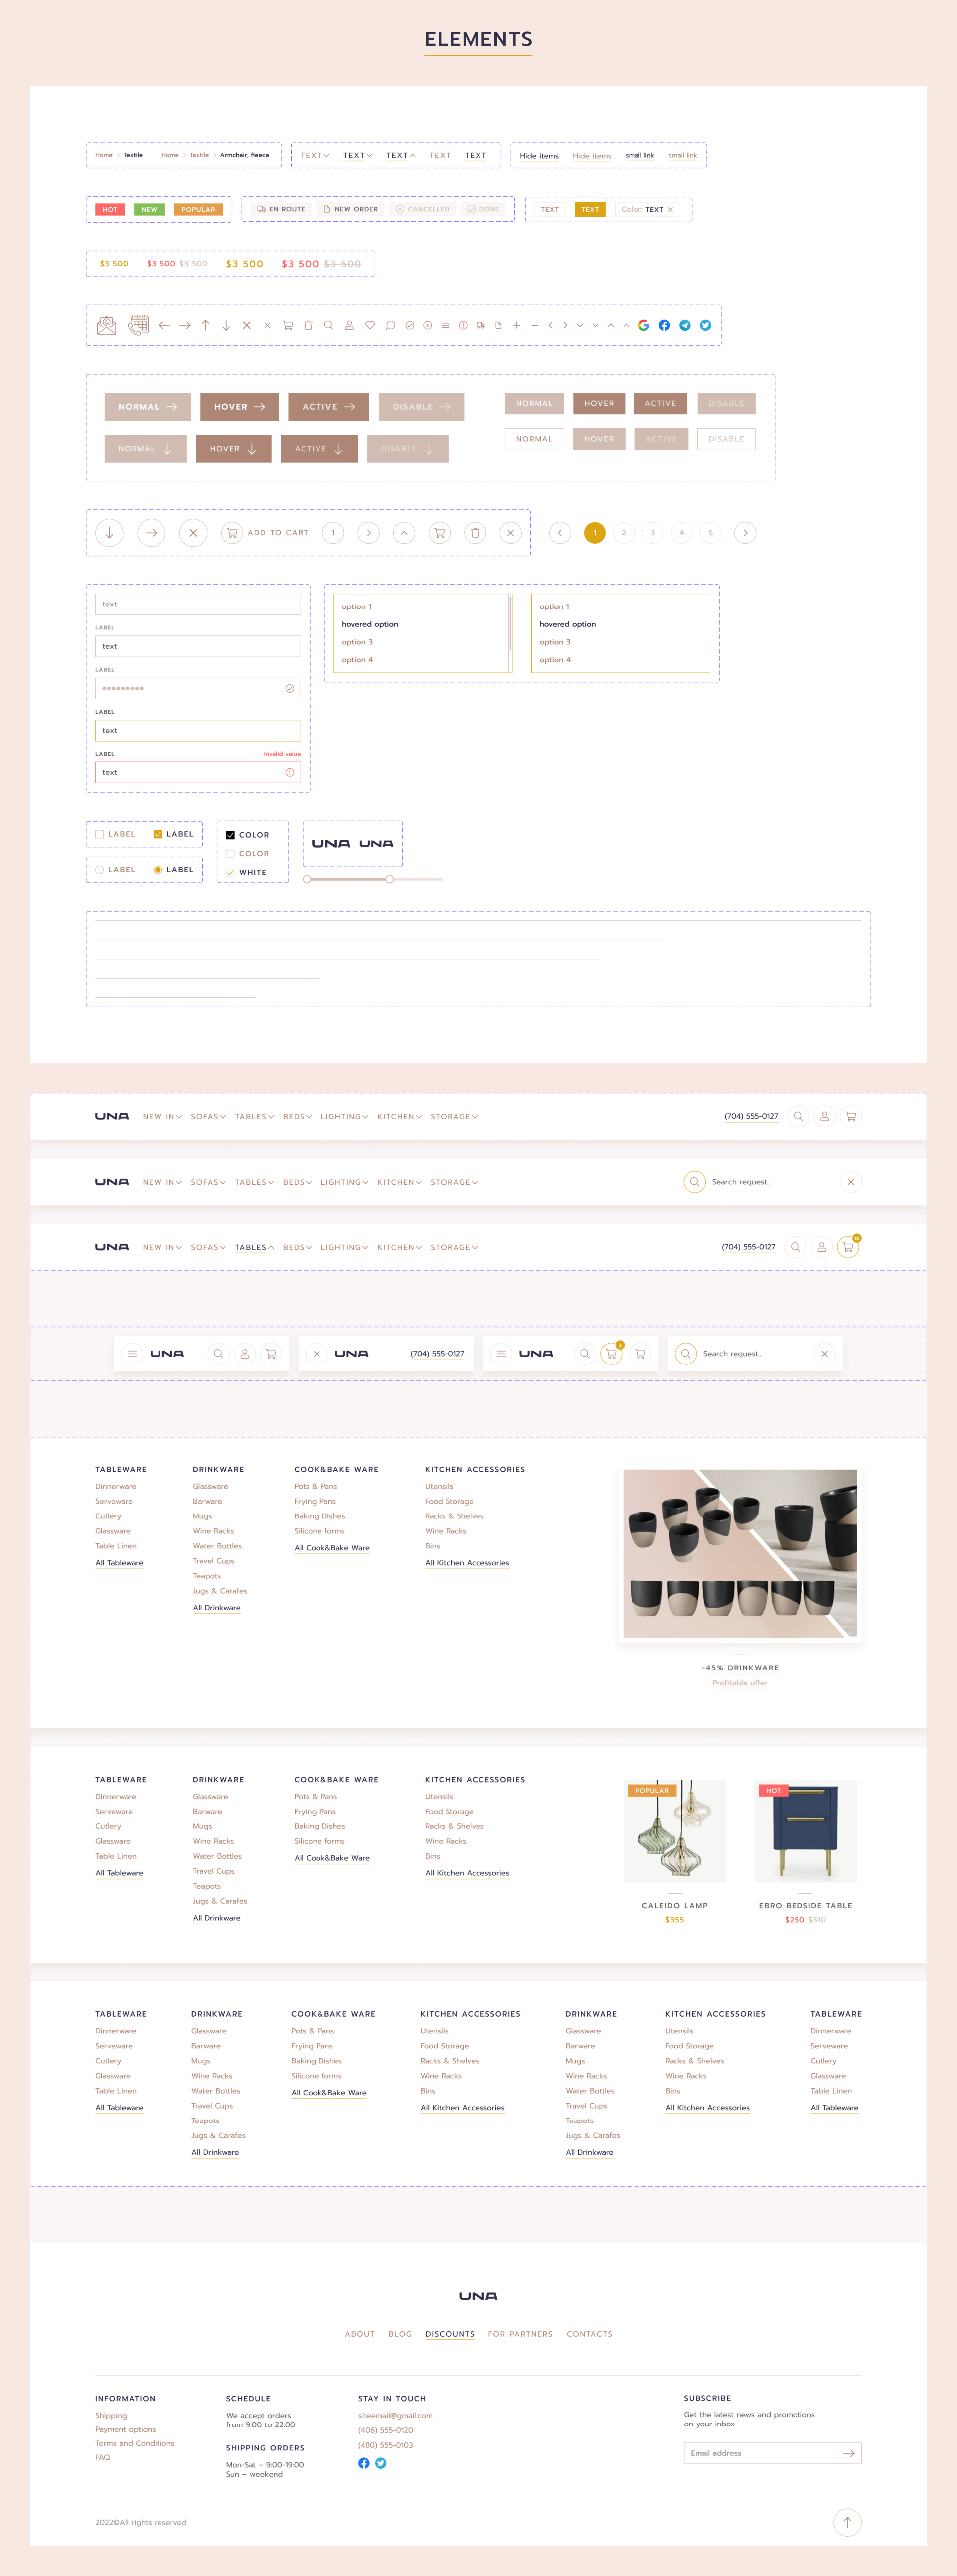 ELEMENTS
Home > Textile Home > Textile > Armchair, fleece
TEXT TEXT TEXT TEXT TEXT
Hide items Hide items small link small link
HOT NEW POPULAR
EN ROUTE NEW ORDER CANCELLED DONE
TEXT TEXT Color: TEXT
$3 500 $3 500 $3 500 $3 500 $3 500 $3 500
NORMAL HOVER ACTIVE DISABLE
NORMAL HOVER ACTIVE DISABLE
NORMAL HOVER ACTIVE DISABLE
NORMAL HOVER ACTIVE DISABLE
ADD TO CART 1
1 2 3 4 5
text
LABEL
text
LABEL
LABEL
text
LABEL Invalid value
text
option 1
hovered option
option 3
option 4
option 1
hovered option
option 3
option 4
LABEL LABEL
LABEL LABEL
COLOR
COLOR
WHITE
UNA UNA
UNA NEW IN SOFAS TABLES BEDS LIGHTING KITCHEN STORAGE (704) 555-0127
UNA NEW IN SOFAS TABLES BEDS LIGHTING KITCHEN STORAGE Search request...
UNA NEW IN SOFAS TABLES BEDS LIGHTING KITCHEN STORAGE (704) 555-0127
UNA
UNA (704) 555-0127
UNA
Search request...
TABLEWARE
Dinnerware
Serveware
Cutlery
Glassware
Table Linen
All Tableware
DRINKWARE
Glassware
Barware
Mugs
Wine Racks
Water Bottles
Travel Cups
Teapots
Jugs & Carafes
All Drinkware
COOK&BAKE WARE
Pots & Pans
Frying Pans
Baking Dishes
Silicone forms
All Cook&Bake Ware
KITCHEN ACCESSORIES
Utensils
Food Storage
Racks & Shelves
Wine Racks
Bins
All Kitchen Accessories
-45% DRINKWARE
Profitable offer
TABLEWARE
Dinnerware
Serveware
Cutlery
Glassware
Table Linen
All Tableware
DRINKWARE
Glassware
Barware
Mugs
Wine Racks
Water Bottles
Travel Cups
Teapots
Jugs & Carafes
All Drinkware
COOK&BAKE WARE
Pots & Pans
Frying Pans
Baking Dishes
Silicone forms
All Cook&Bake Ware
KITCHEN ACCESSORIES
Utensils
Food Storage
Racks & Shelves
Wine Racks
Bins
All Kitchen Accessories
POPULAR
CALEIDO LAMP
$355
HOT
EBRO BEDSIDE TABLE
$250 $310
TABLEWARE
Dinnerware
Serveware
Cutlery
Glassware
Table Linen
All Tableware
DRINKWARE
Glassware
Barware
Mugs
Wine Racks
Water Bottles
Travel Cups
Teapots
Jugs & Carafes
All Drinkware
COOK&BAKE WARE
Pots & Pans
Frying Pans
Baking Dishes
Silicone forms
All Cook&Bake Ware
KITCHEN ACCESSORIES
Utensils
Food Storage
Racks & Shelves
Wine Racks
Bins
All Kitchen Accessories
DRINKWARE
Glassware
Barware
Mugs
Wine Racks
Water Bottles
Travel Cups
Teapots
Jugs & Carafes
All Drinkware
KITCHEN ACCESSORIES
Utensils
Food Storage
Racks & Shelves
Wine Racks
Bins
All Kitchen Accessories
TABLEWARE
Dinnerware
Serveware
Cutlery
Glassware
Table Linen
All Tableware
UNA
ABOUT BLOG DISCOUNTS FOR PARTNERS CONTACTS
INFORMATION
Shipping
Payment options
Terms and Conditions
FAQ
SCHEDULE
We accept orders
from 9:00 to 22:00
SHIPPING ORDERS
Mon-Sat – 9:00-19:00
Sun – weekend
STAY IN TOUCH
siteemail@gmail.com
(406) 555-0120
(480) 555-0103
SUBSCRIBE
Get the latest news and promotions
on your inbox
Email address
2022©All rights reserved